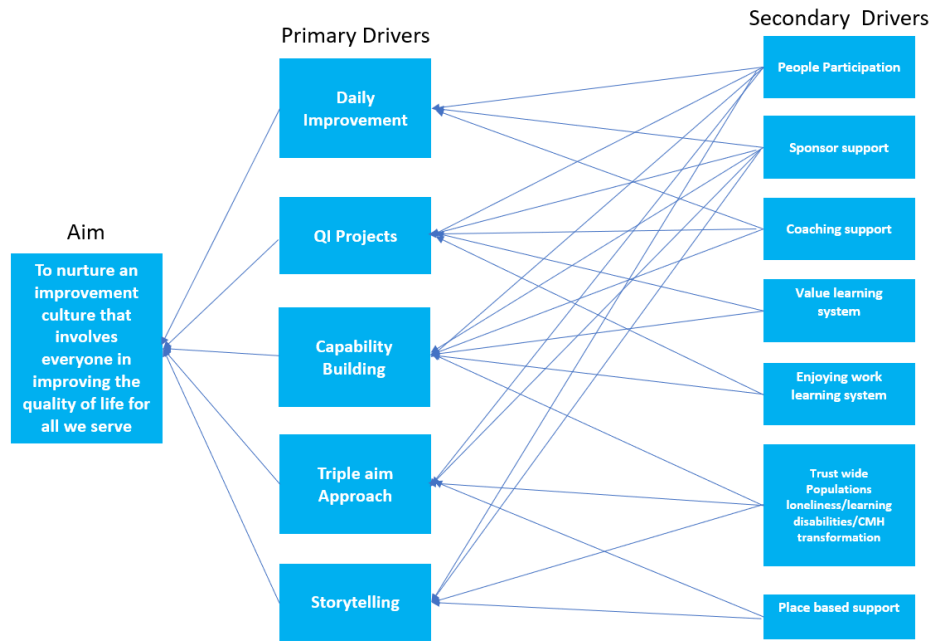 Secondary Drivers
Primary Drivers
People Participation
Daily
Improvement
Sponsor support
QI Projects
Coaching support
Aim
To nurture an
improvement
culture that
involves
everyone in
improving the
quality of life for
all we serve
Value learning
system
Capability
Building
Enjoying work
learning system
Triple aim
Approach
Trust wide
Populations
loneliness/learning
disabilities/CMH
transformation
Storytelling
Place based support